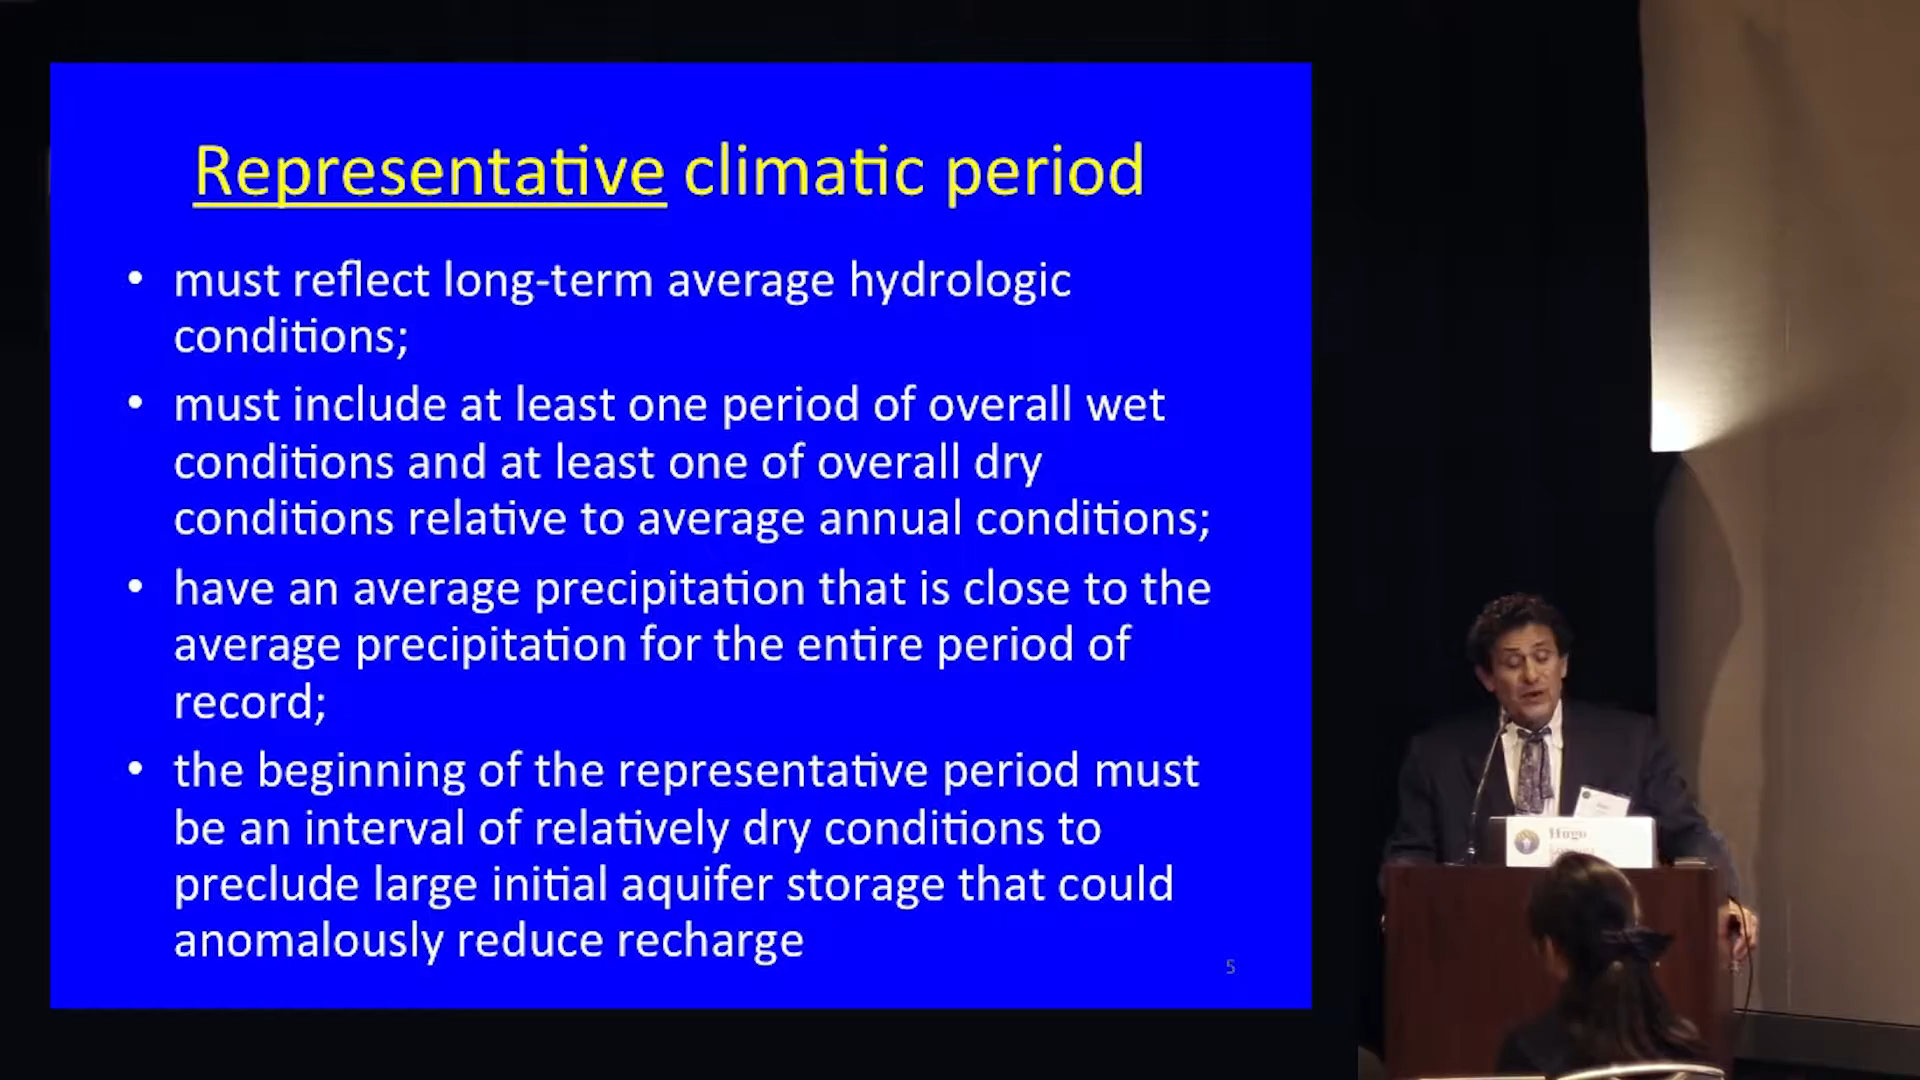 Representative climatic period
• must reflect long-term average hydrologic
conditions;
• must include at least one period of overall wet
conditions and at least one of overall dry
conditions relative to average annual conditions;
• have an average precipitation that is close to the
average precipitation for the entire period of
record;
• the beginning of the representative period must
be an interval of relatively dry conditions to
preclude large initial aquifer storage that could
anomalously reduce recharge
5
Hugo